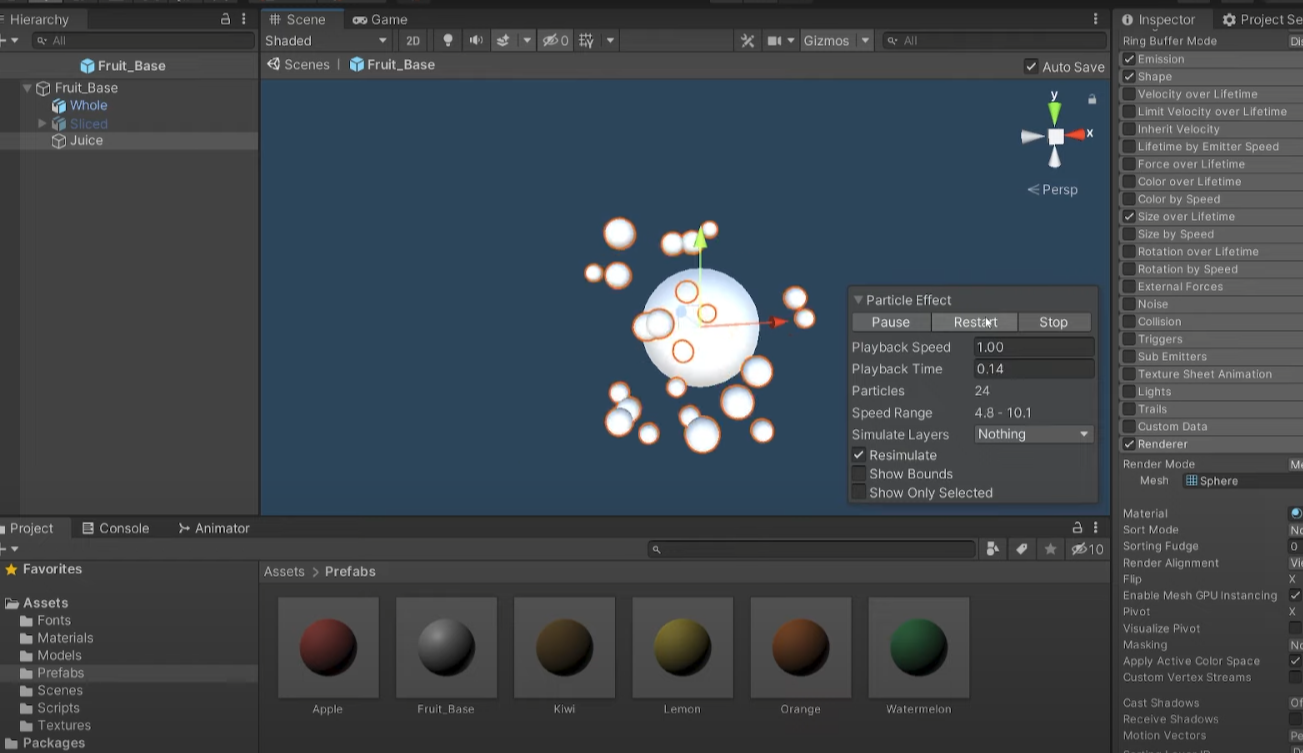 Hierarchy
All
Fruit_Base
Fruit_Base
Whole
Sliced
Juice
Scene
Game
Shaded
2D
0
Gizmos
All
Scenes | Fruit_Base
Auto Save
y
x
Persp
Particle Effect
Pause
Restart
Stop
Playback Speed 1.00
Playback Time 0.14
Particles 24
Speed Range 4.8 - 10.1
Simulate Layers Nothing
Resimulate
Show Bounds
Show Only Selected
Inspector
Project Se
Ring Buffer Mode Di
Emission
Shape
Velocity over Lifetime
Limit Velocity over Lifetime
Inherit Velocity
Lifetime by Emitter Speed
Force over Lifetime
Color over Lifetime
Color by Speed
Size over Lifetime
Size by Speed
Rotation over Lifetime
Rotation by Speed
External Forces
Noise
Collision
Triggers
Sub Emitters
Texture Sheet Animation
Lights
Trails
Custom Data
Renderer
Render Mode Me
Mesh Sphere
Material
Sort Mode No
Sorting Fudge 0
Render Alignment Vie
Flip X
Enable Mesh GPU Instancing
Pivot X
Visualize Pivot
Masking No
Apply Active Color Space
Custom Vertex Streams
Cast Shadows Of
Receive Shadows
Motion Vectors Pe
Project
Console
Animator
10
Favorites
Assets
Fonts
Materials
Models
Prefabs
Scenes
Scripts
Textures
Packages
Assets > Prefabs
Apple
Fruit_Base
Kiwi
Lemon
Orange
Watermelon